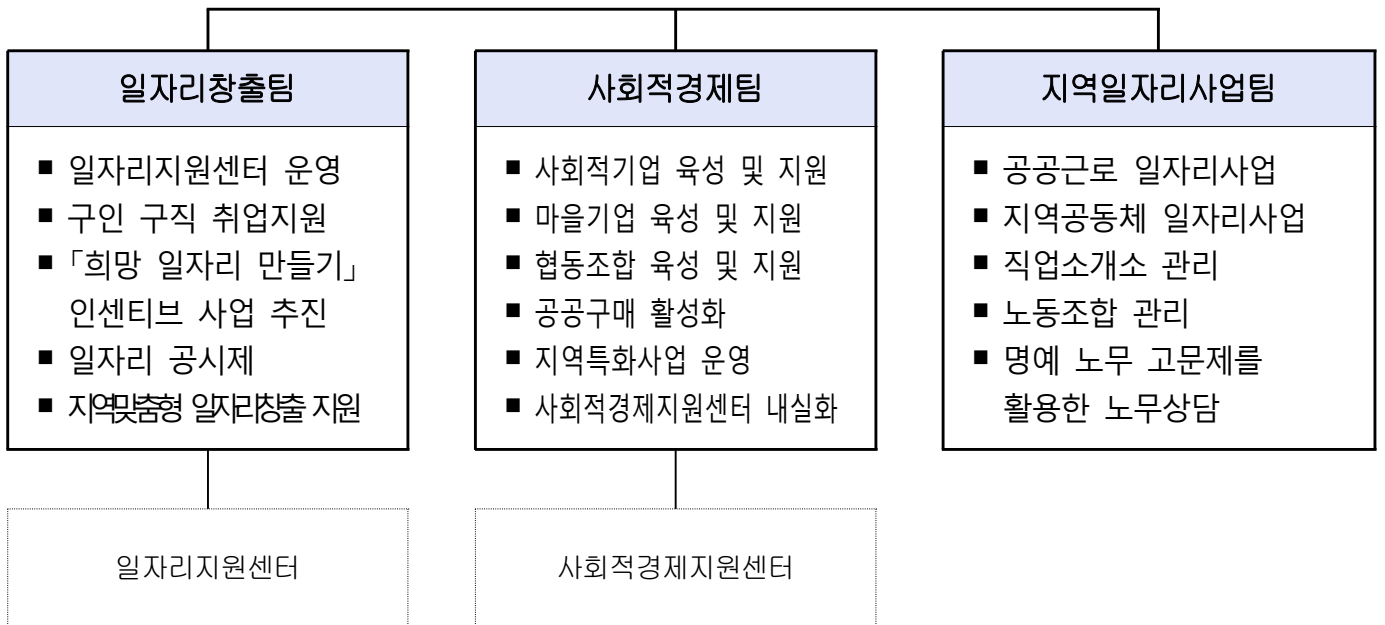 일자리창출팀
■ 일자리지원센터 운영
■ 구인 구직 취업지원
■ 「희망 일자리 만들기」
인센티브 사업 추진
■ 일자리 공시제
■ 지역맞춤형 일자리창출 지원
일자리지원센터
사회적경제팀
■ 사회적기업 육성 및 지원
■ 마을기업 육성 및 지원
■ 협동조합 육성 및 지원
■ 공공구매 활성화
■ 지역특화사업 운영
■ 사회적경제지원센터 내실화
사회적경제지원센터
지역일자리사업팀
■ 공공근로 일자리사업
■ 지역공동체 일자리사업
■ 직업소개소 관리
■ 노동조합 관리
■ 명예 노무 고문제를
활용한 노무상담